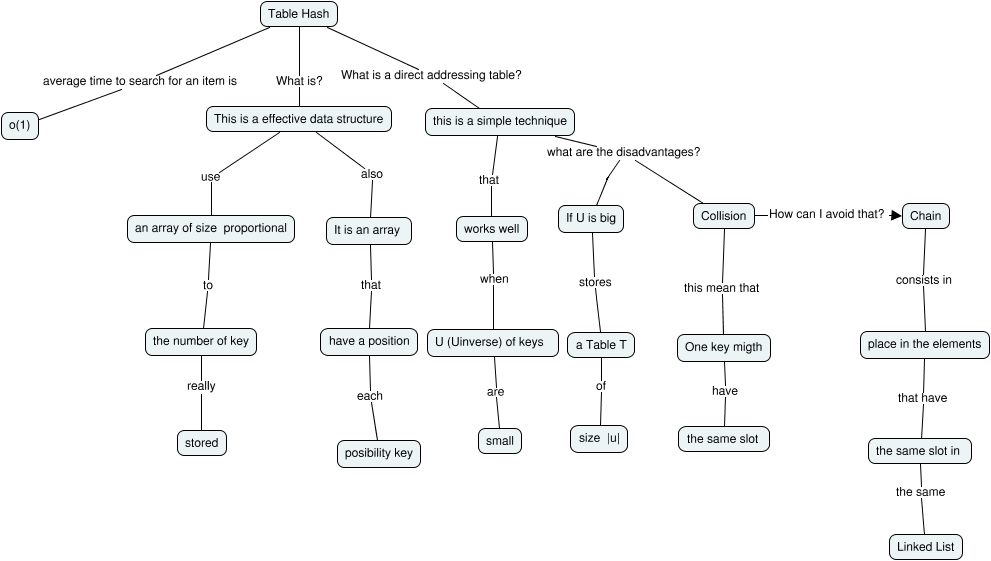 Table Hash
average time to search for an item is
What is?
What is a direct addressing table?
o(1)
This is a effective data structure
this is a simple technique
what are the disadvantages?
use
also
that
an array of size proportional
It is an array
works well
If U is big
Collision
How can I avoid that?
Chain
to
that
when
stores
this mean that
consists in
the number of key
have a position
U (Uinverse) of keys
a Table T
One key migth
place in the elements
really
each
are
of
have
that have
stored
posibility key
small
size |u|
the same slot
the same slot in
the same
Linked List